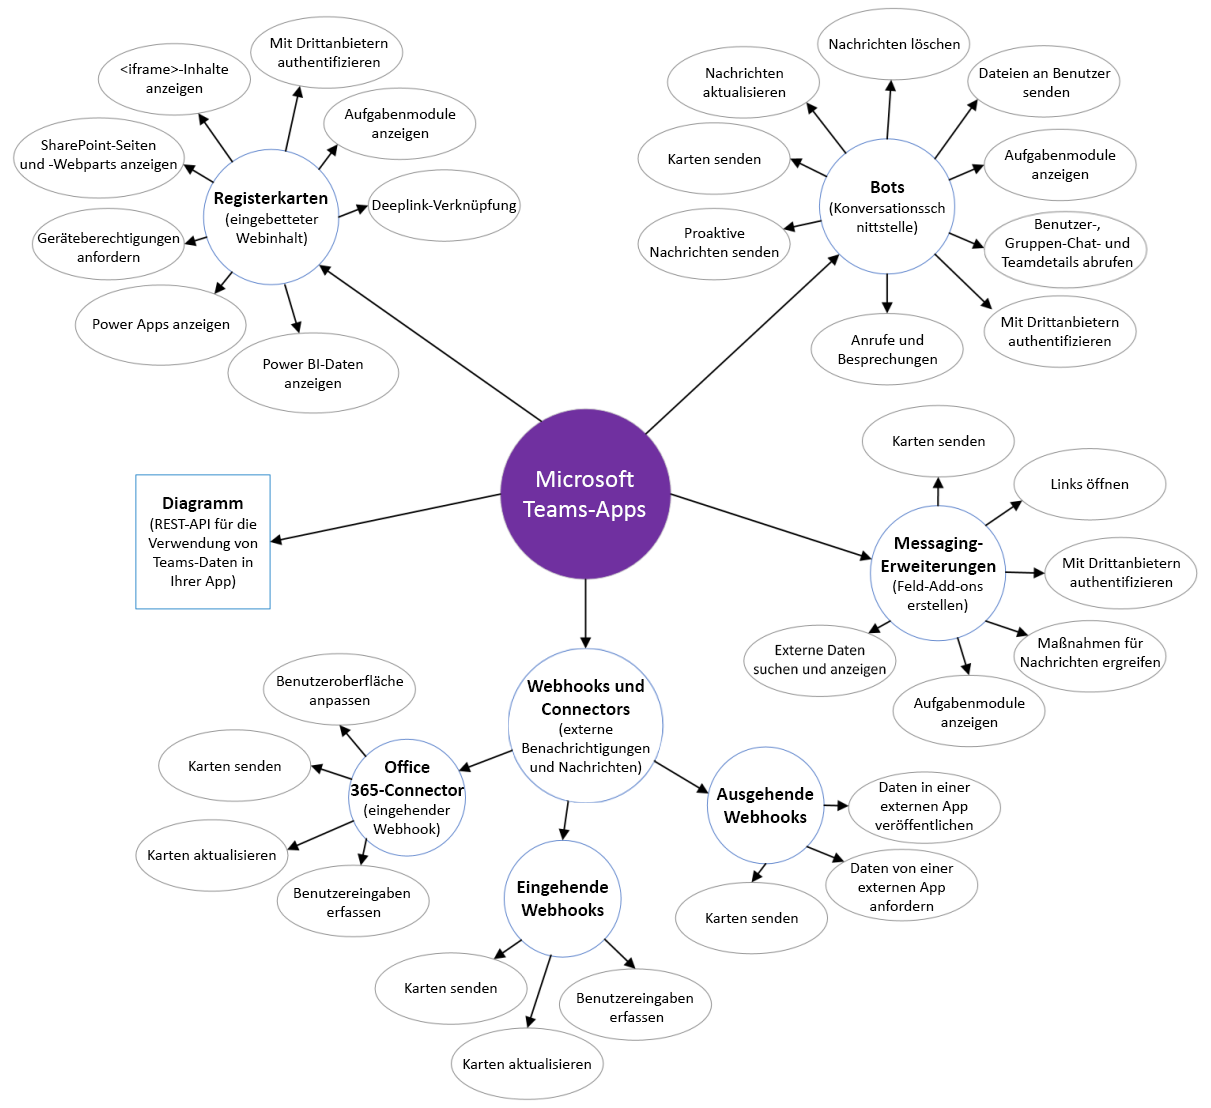 Mit Drittanbietern
authentifizieren
<iframe>-Inhalte
anzeigen
Aufgabenmodule
anzeigen
SharePoint-Seiten
und -Webparts anzeigen
Registerkarten
(eingebetteter
Webinhalt)
Deeplink-Verknüpfung
Geräteberechtigungen
anfordern
Power Apps anzeigen
Power BI-Daten
anzeigen
Nachrichten löschen
Nachrichten
aktualisieren
Dateien an Benutzer
senden
Karten senden
Aufgabenmodule
anzeigen
Bots
(Konversationssch
nittstelle)
Proaktive
Nachrichten senden
Benutzer-,
Gruppen-Chat- und
Teamdetails abrufen
Mit Drittanbietern
authentifizieren
Anrufe und
Besprechungen
Microsoft
Teams-Apps
Diagramm
(REST-API für die
Verwendung von
Teams-Daten in
Ihrer App)
Karten senden
Links öffnen
Messaging-
Erweiterungen
(Feld-Add-ons
erstellen)
Mit Drittanbietern
authentifizieren
Externe Daten
suchen und anzeigen
Maßnahmen für
Nachrichten ergreifen
Aufgabenmodule
anzeigen
Webhooks und
Connectors
(externe
Benachrichtigungen
und Nachrichten)
Benutzeroberfläche
anpassen
Karten senden
Office
365-Connector
(eingehender
Webhook)
Karten aktualisieren
Benutzereingaben
erfassen
Ausgehende
Webhooks
Daten in einer
externen App
veröffentlichen
Daten von einer
externen App
anfordern
Karten senden
Eingehende
Webhooks
Karten senden
Benutzereingaben
erfassen
Karten aktualisieren